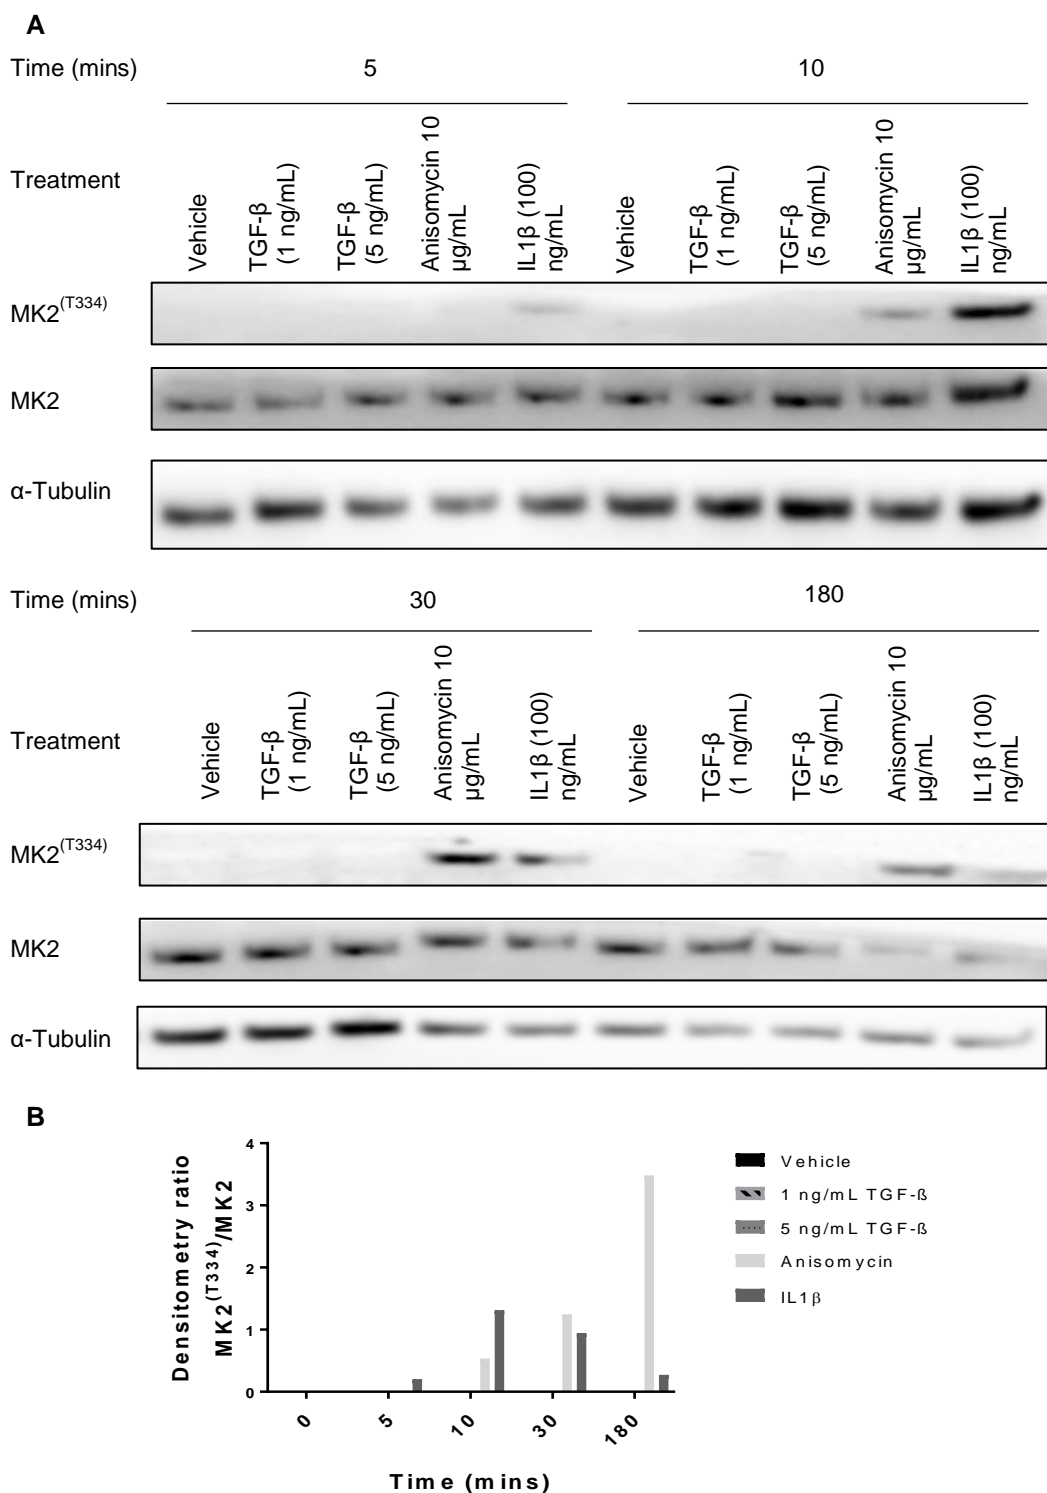 A
Time (mins) 5 10
Treatment
Vehicle
TGF-β
(1 ng/mL)
TGF-β
(5 ng/mL)
Anisomycin 10
µg/mL
IL1β (100)
ng/mL
Vehicle
TGF-β
(1 ng/mL)
TGF-β
(5 ng/mL)
Anisomycin 10
µg/mL
IL1β (100)
ng/mL
MK2(T334)
MK2
α-Tubulin
Time (mins) 30 180
Treatment
Vehicle
TGF-β
(1 ng/mL)
TGF-β
(5 ng/mL)
Anisomycin 10
µg/mL
IL1β (100)
ng/mL
Vehicle
TGF-β
(1 ng/mL)
TGF-β
(5 ng/mL)
Anisomycin 10
µg/mL
IL1β (100)
ng/mL
MK2(T334)
MK2
α-Tubulin
B
Densitometry ratio
MK2(T334)/MK2
4
3
2
1
0
0 5 10 30 180
Time (mins)
Vehicle
1 ng/mL TGF-ß
5 ng/mL TGF-ß
Anisomycin
IL1β